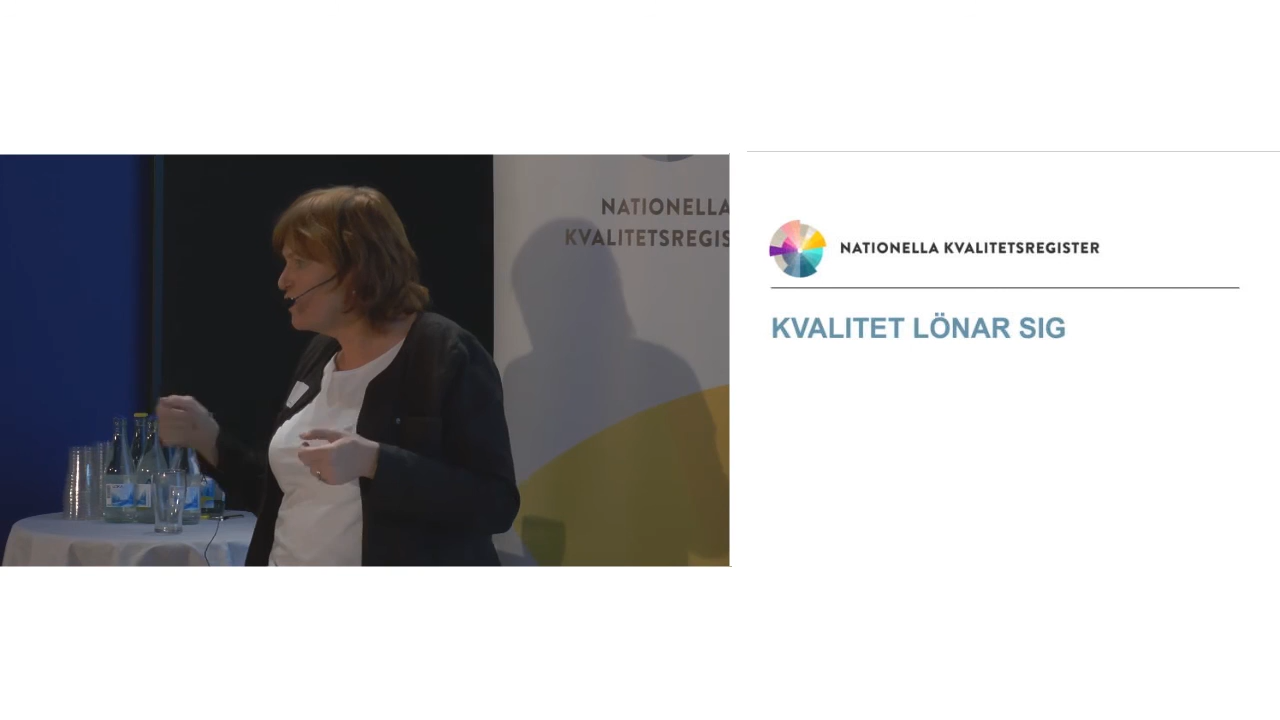 NATIONELLA
KVALITETSREGIS
NATIONELLA KVALITETSREGISTER
KVALITET LÖNAR SIG